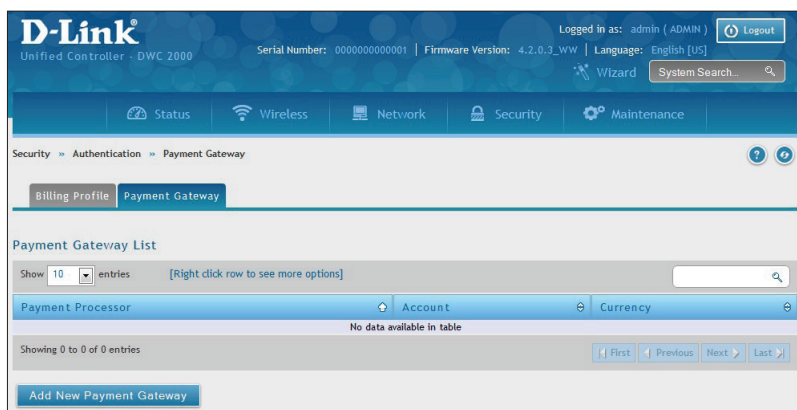 D-Link
Unified Controller - DWC 2000
Logged in as: admin ( ADMIN ) Logout
Serial Number: 0000000000001 | Firmware Version: 4.2.0.3_WW | Language: English [US]
Wizard System Search...
Status Wireless Network Security Maintenance
Security » Authentication » Payment Gateway
Billing Profile Payment Gateway
Payment Gateway List
Show 10 entries [Right click row to see more options]
Payment Processor Account Currency
No data available in table
Showing 0 to 0 of 0 entries First Previous Next Last
Add New Payment Gateway